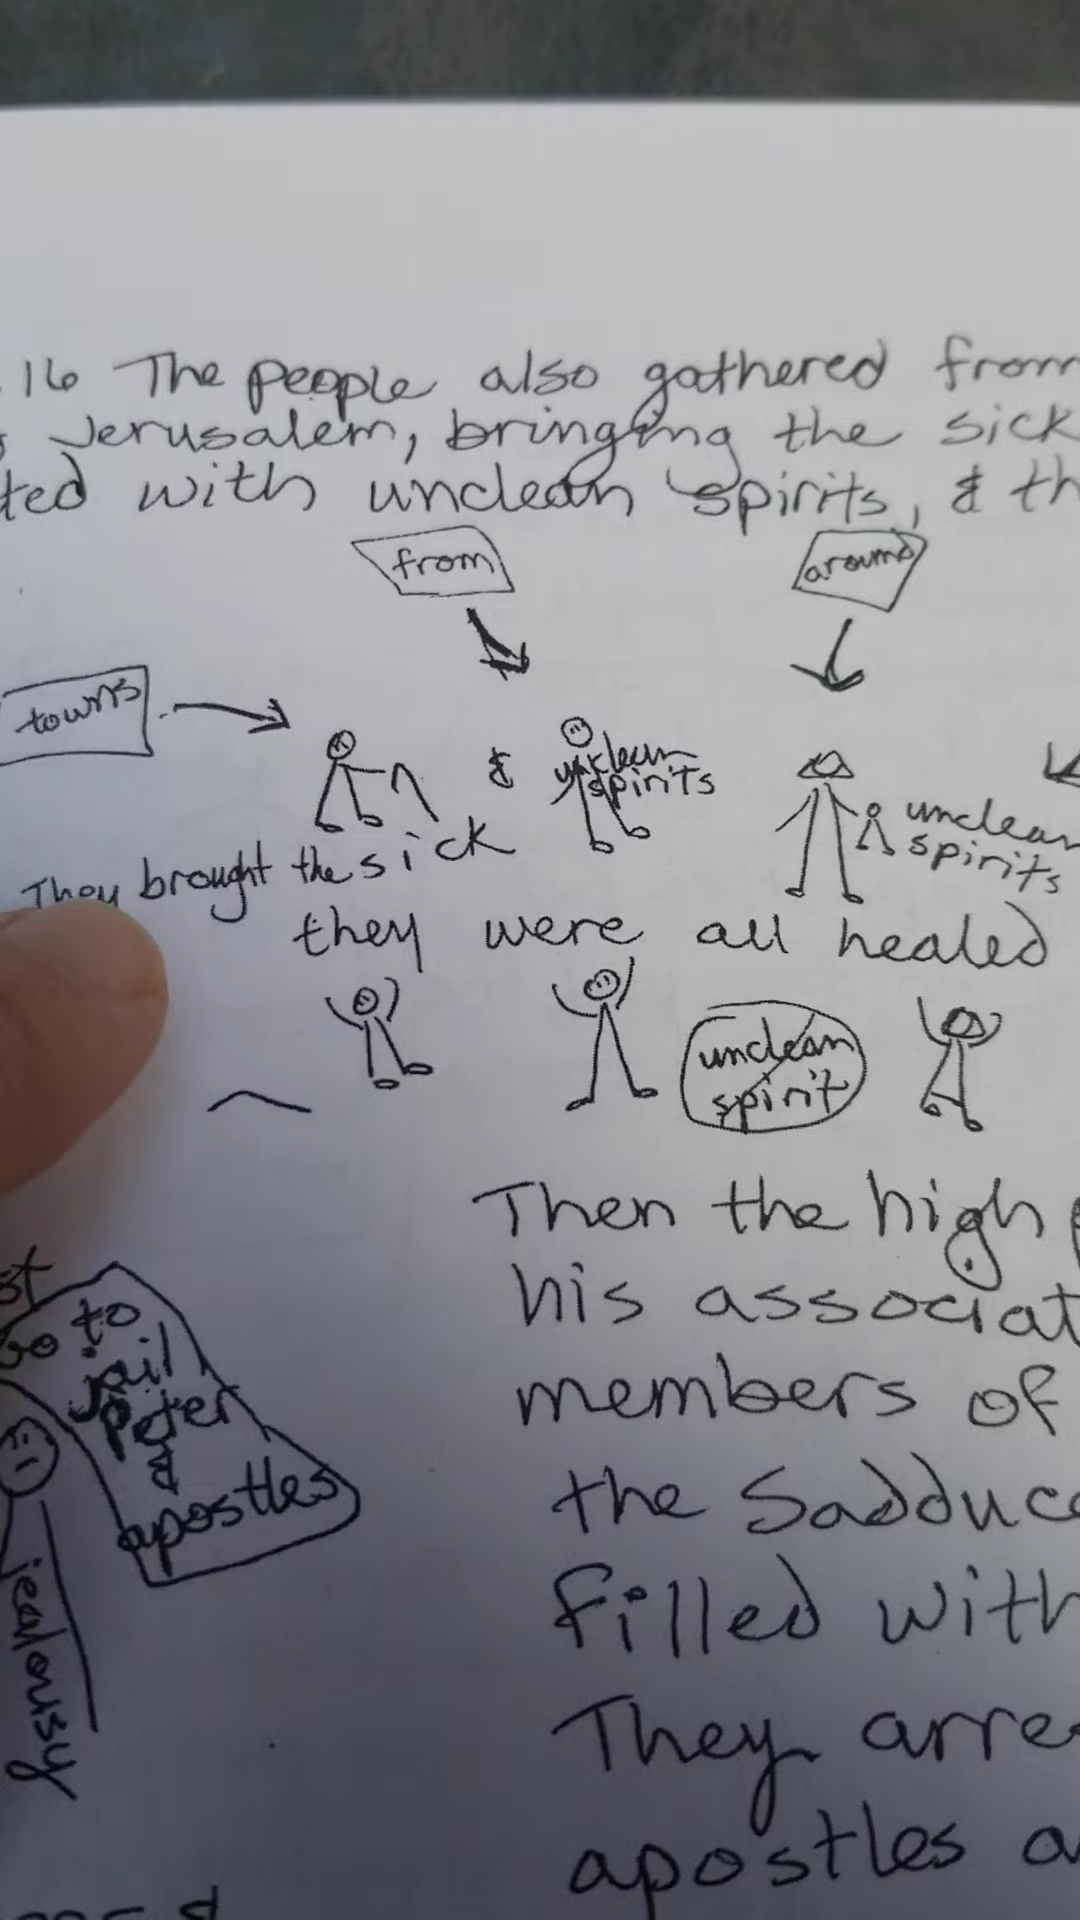 16 The people also gathered from
Jerusalem, bringing the sick
ted with unclean spirits, & th
from
around
towns
& unclean
spirits
unclean
spirits
They brought the sick
they were all healed
unclean
spirit
Then the high p
his associat
members of
the Sadduce
filled with
They arre
apostles a
to
jail
Peter
apostles
jealousy